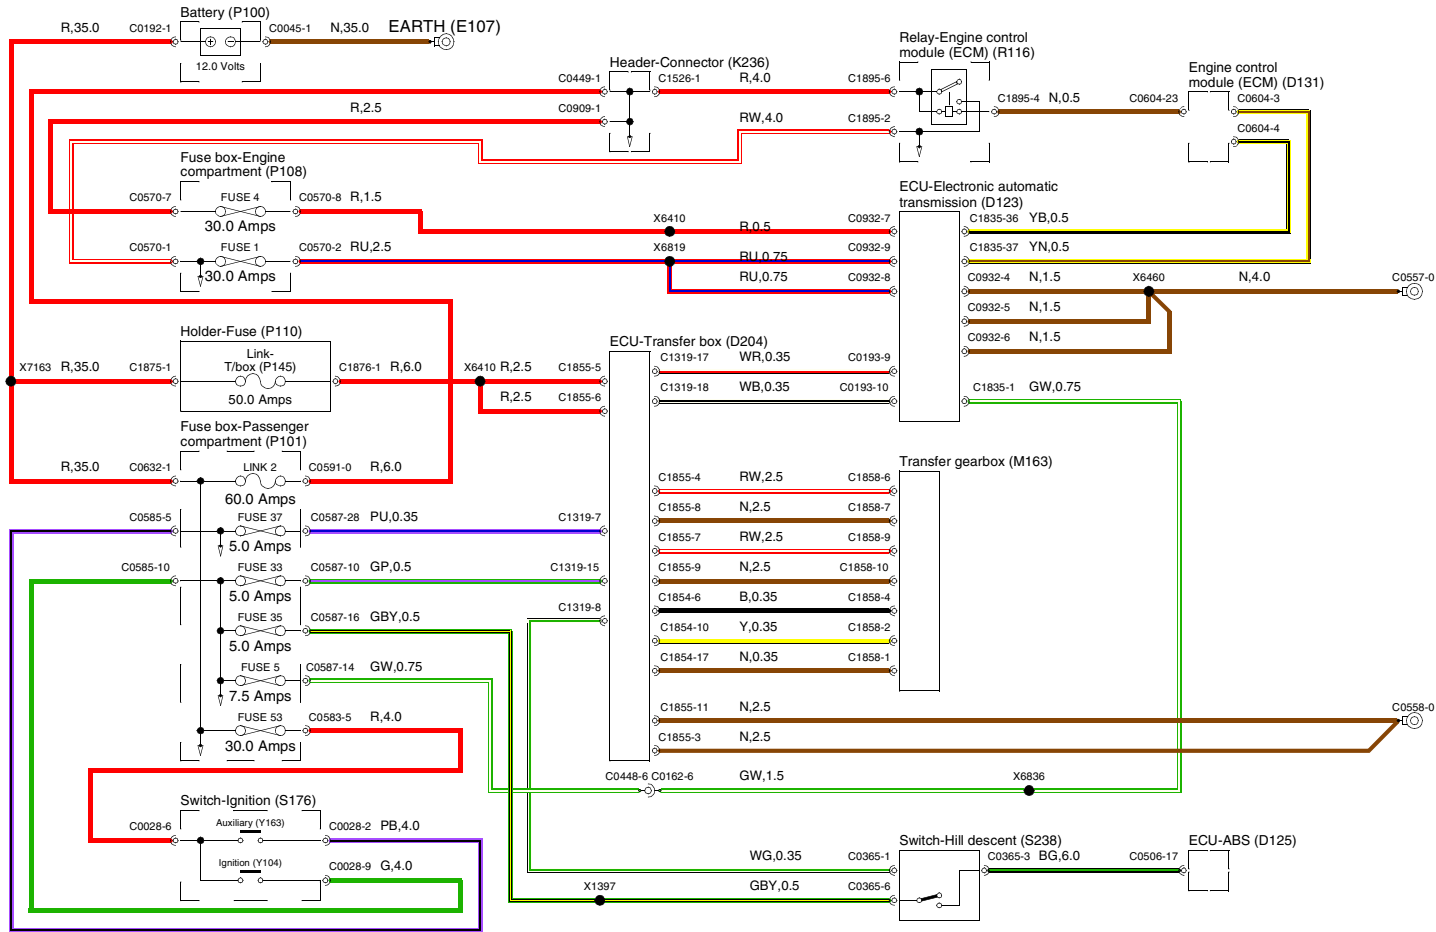 Battery (P100)
R,35.0 C0192-1 C0045-1 N,35.0 EARTH (E107)
12.0 Volts
Relay-Engine control
module (ECM) (R116)
Header-Connector (K236)
C0449-1 C1526-1 R,4.0 C1895-6
Engine control
module (ECM) (D131)
C1895-4 N,0.5 C0604-23 C0604-3
R,2.5 C0909-1
RW,4.0 C1895-2
C0604-4
Fuse box-Engine
compartment (P108)
C0570-7 FUSE 4 C0570-8 R,1.5
30.0 Amps
C0570-1 FUSE 1 C0570-2 RU,2.5
30.0 Amps
ECU-Electronic automatic
transmission (D123)
X6410 R,0.5 C0932-7 C1835-36 YB,0.5
X6819 RU,0.75 C0932-9 C1835-37 YN,0.5
RU,0.75 C0932-8 C0932-4 N,1.5 X6460 N,4.0 C0557-0
C0932-5 N,1.5
C0932-6 N,1.5
Holder-Fuse (P110)
Link-
T/box (P145)
X7163 R,35.0 C1875-1 C1876-1 R,6.0 X6410 R,2.5 C1855-5
50.0 Amps
R,2.5 C1855-6
ECU-Transfer box (D204)
C1319-17 WR,0.35 C0193-9
C1319-18 WB,0.35 C0193-10 C1835-1 GW,0.75
Fuse box-Passenger
compartment (P101)
R,35.0 C0632-1 LINK 2 C0591-0 R,6.0
60.0 Amps
C0585-5 FUSE 37 C0587-28 PU,0.35 C1319-7
5.0 Amps
C0585-10 FUSE 33 C0587-10 GP,0.5 C1319-15
5.0 Amps
C1319-8
FUSE 35 C0587-16 GBY,0.5
5.0 Amps
FUSE 5 C0587-14 GW,0.75
7.5 Amps
FUSE 53 C0583-5 R,4.0
30.0 Amps
Transfer gearbox (M163)
C1855-4 RW,2.5 C1858-6
C1855-8 N,2.5 C1858-7
C1855-7 RW,2.5 C1858-9
C1855-9 N,2.5 C1858-10
C1854-6 B,0.35 C1858-4
C1854-10 Y,0.35 C1858-2
C1854-17 N,0.35 C1858-1
C1855-11 N,2.5 C0558-0
C1855-3 N,2.5
C0448-6 C0162-6 GW,1.5 X6836
Switch-Ignition (S176)
C0028-6 Auxiliary (Y163) C0028-2 PB,4.0
Ignition (Y104) C0028-9 G,4.0
Switch-Hill descent (S238)
ECU-ABS (D125)
WG,0.35 C0365-1 C0365-3 BG,6.0 C0506-17
X1397 GBY,0.5 C0365-6